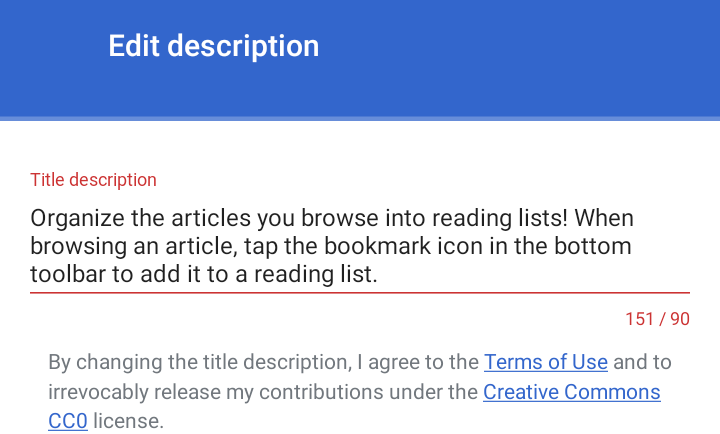 Edit description
Title description
Organize the articles you browse into reading lists! When
browsing an article, tap the bookmark icon in the bottom
toolbar to add it to a reading list.
151 / 90
By changing the title description, I agree to the Terms of Use and to
irrevocably release my contributions under the Creative Commons
CC0 license.